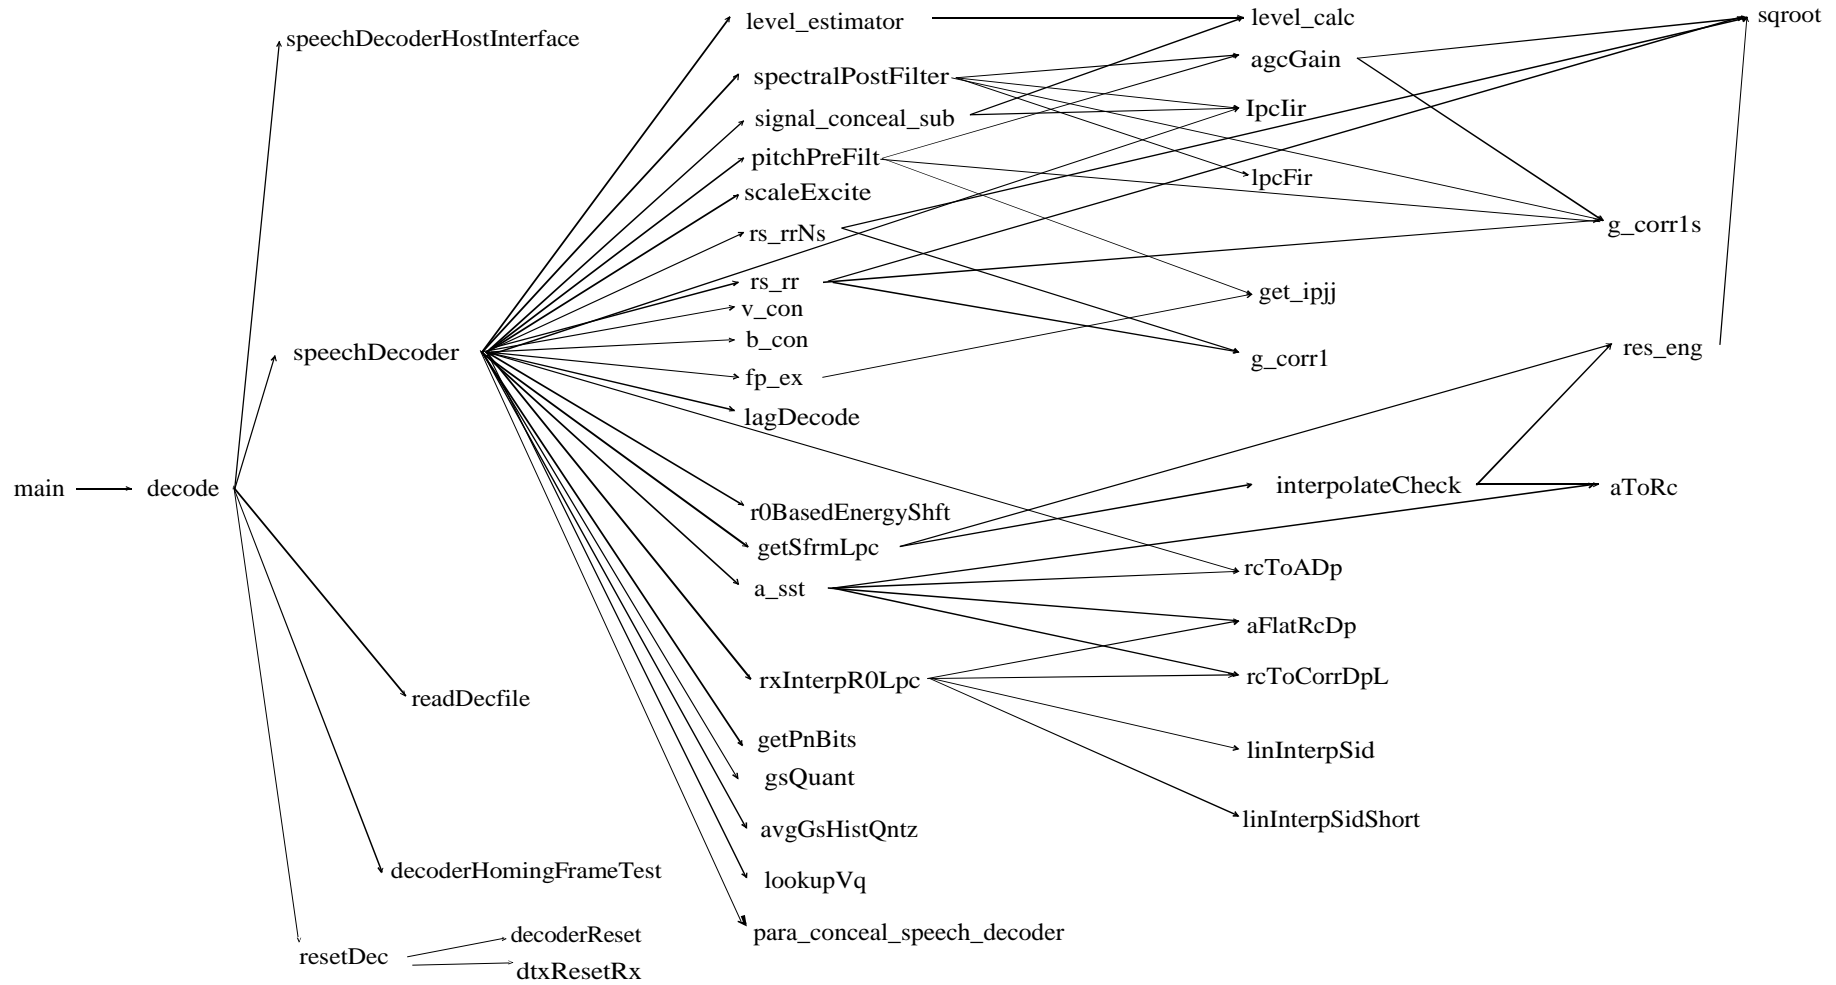 level_estimator
level_calc
sqroot
speechDecoderHostInterface
spectralPostFilter
agcGain
signal_conceal_sub
IpcIir
pitchPreFilt
lpcFir
scaleExcite
rs_rrNs
g_corr1s
rs_rr
get_ipjj
v_con
b_con
speechDecoder
g_corr1
res_eng
fp_ex
lagDecode
main
decode
interpolateCheck
aToRc
r0BasedEnergyShft
getSfrmLpc
rcToADp
a_sst
aFlatRcDp
rxInterpR0Lpc
rcToCorrDpL
readDecfile
getPnBits
linInterpSid
gsQuant
avgGsHistQntz
linInterpSidShort
decoderHomingFrameTest
lookupVq
para_conceal_speech_decoder
decoderReset
resetDec
dtxResetRx